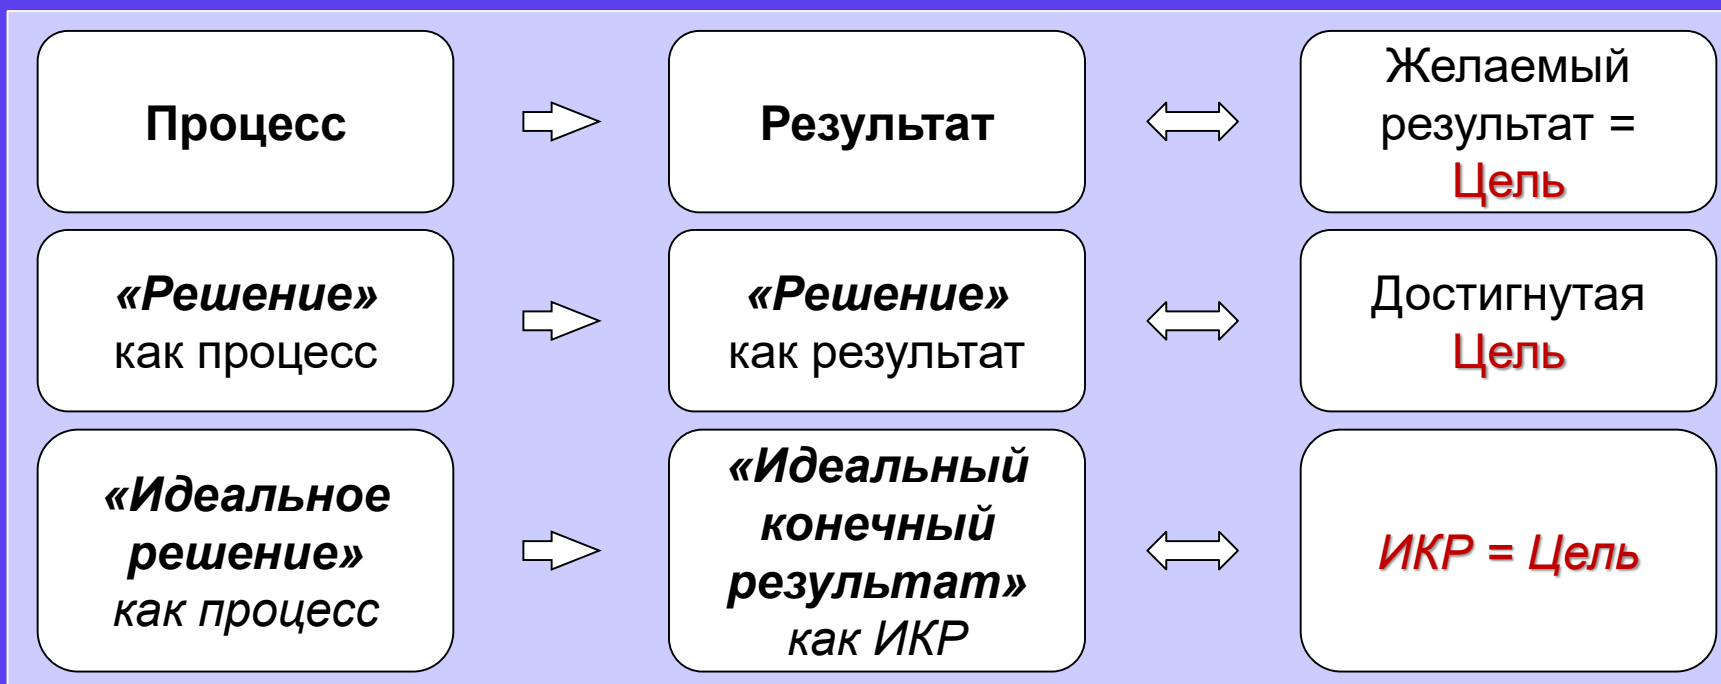 Процесс
Результат
Желаемый
результат =
Цель
«Решение»
как процесс
«Решение»
как результат
Достигнутая
Цель
«Идеальное
решение»
как процесс
«Идеальный
конечный
результат»
как ИКР
ИКР = Цель